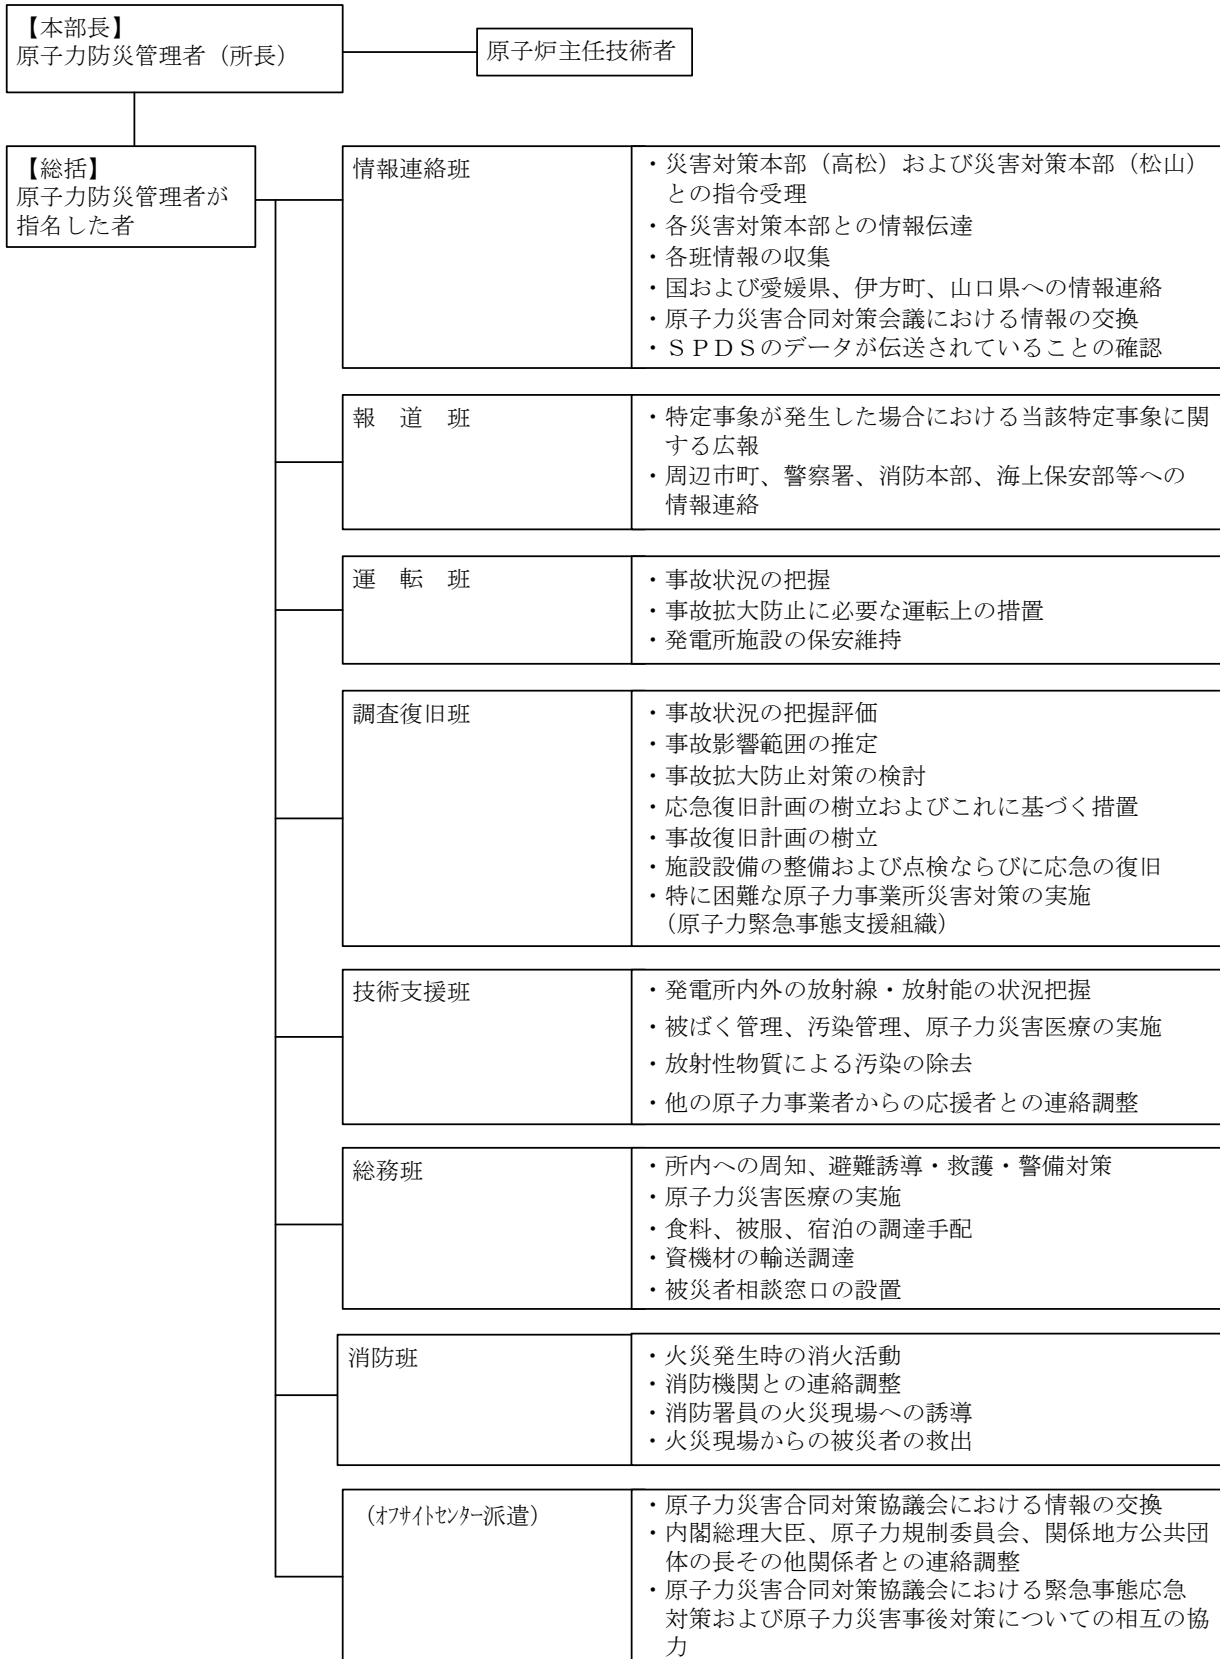 【本部長】
原子力防災管理者（所長）
原子炉主任技術者
【総括】
原子力防災管理者が
指名した者
情報連絡班
・災害対策本部（高松）および災害対策本部（松山）
との指令受理
・各災害対策本部との情報伝達
・各班情報の収集
・国および愛媛県、伊方町、山口県への情報連絡
・原子力災害合同対策会議における情報の交換
・ＳＰＤＳのデータが伝送されていることの確認
報　道　班
・特定事象が発生した場合における当該特定事象に関
する広報
・周辺市町、警察署、消防本部、海上保安部等への
情報連絡
運　転　班
・事故状況の把握
・事故拡大防止に必要な運転上の措置
・発電所施設の保安維持
調査復旧班
・事故状況の把握評価
・事故影響範囲の推定
・事故拡大防止対策の検討
・応急復旧計画の樹立およびこれに基づく措置
・事故復旧計画の樹立
・施設設備の整備および点検ならびに応急の復旧
・特に困難な原子力事業所災害対策の実施
（原子力緊急事態支援組織）
技術支援班
・発電所内外の放射線・放射能の状況把握
・被ばく管理、汚染管理、原子力災害医療の実施
・放射性物質による汚染の除去
・他の原子力事業者からの応援者との連絡調整
総務班
・所内への周知、避難誘導・救護・警備対策
・原子力災害医療の実施
・食料、被服、宿泊の調達手配
・資機材の輸送調達
・被災者相談窓口の設置
消防班
・火災発生時の消火活動
・消防機関との連絡調整
・消防署員の火災現場への誘導
・火災現場からの被災者の救出
（ｵﾌｻｲﾄｾﾝﾀｰ派遣）
・原子力災害合同対策協議会における情報の交換
・内閣総理大臣、原子力規制委員会、関係地方公共団
体の長その他関係者との連絡調整
・原子力災害合同対策協議会における緊急事態応急
対策および原子力災害事後対策についての相互の協
力